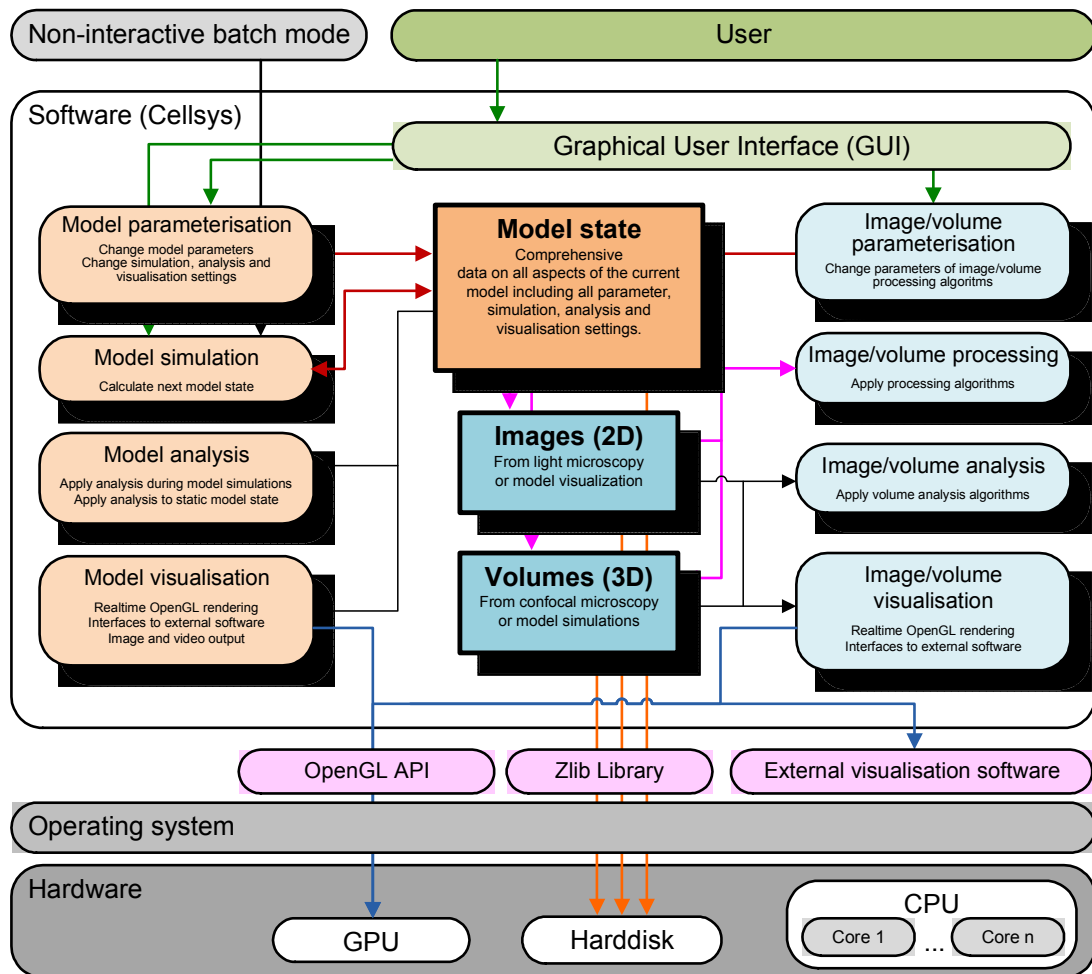 Non-interactive batch mode
User
Software (Cellsys)
Graphical User Interface (GUI)
Model parameterisation
Change model parameters
Change simulation, analysis and
visualisation settings
Model state
Comprehensive
data on all aspects of the current
model including all parameter,
simulation, analysis and
visualisation settings.
Image/volume
parameterisation
Change parameters of image/volume
processing algoritms
Model simulation
Calculate next model state
Image/volume processing
Apply processing algorithms
Model analysis
Apply analysis during model simulations
Apply analysis to static model state
Images (2D)
From light microscopy
or model visualization
Image/volume analysis
Apply volume analysis algorithms
Model visualisation
Realtime OpenGL rendering
Interfaces to external software
Image and video output
Volumes (3D)
From confocal microscopy
or model simulations
Image/volume
visualisation
Realtime OpenGL rendering
Interfaces to external software
OpenGL API
Zlib Library
External visualisation software
Operating system
Hardware
GPU
Harddisk
CPU
Core 1
...
Core n